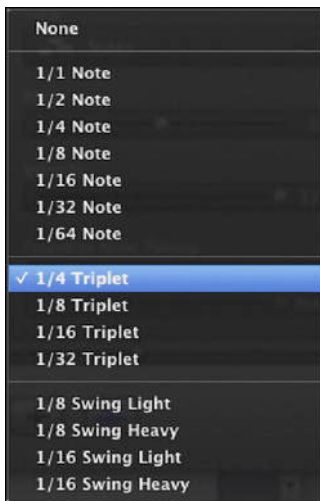 None
1/1 Note
1/2 Note
1/4 Note
1/8 Note
1/16 Note
1/32 Note
1/64 Note
✓ 1/4 Triplet
1/8 Triplet
1/16 Triplet
1/32 Triplet
1/8 Swing Light
1/8 Swing Heavy
1/16 Swing Light
1/16 Swing Heavy